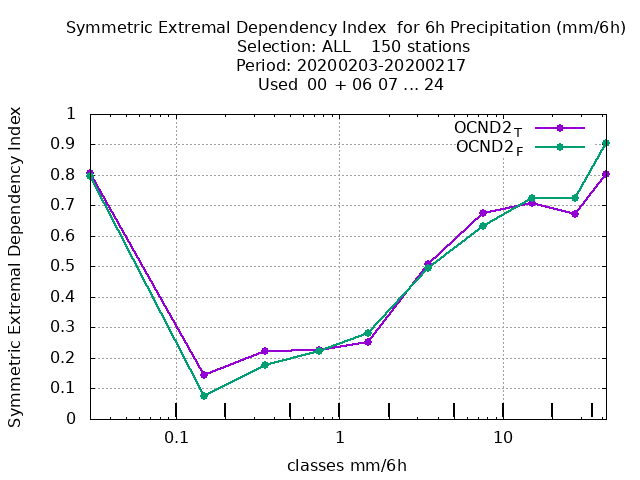 Symmetric Extremal Dependency Index  for 6h Precipitation (mm/6h)
Selection: ALL    150 stations
Period: 20200203-20200217
Used  00 + 06 07 ... 24
Symmetric Extremal Dependency Index
1
0.9
0.8
0.7
0.6
0.5
0.4
0.3
0.2
0.1
0
OCND2T
OCND2F
0.1 1 10
classes mm/6h